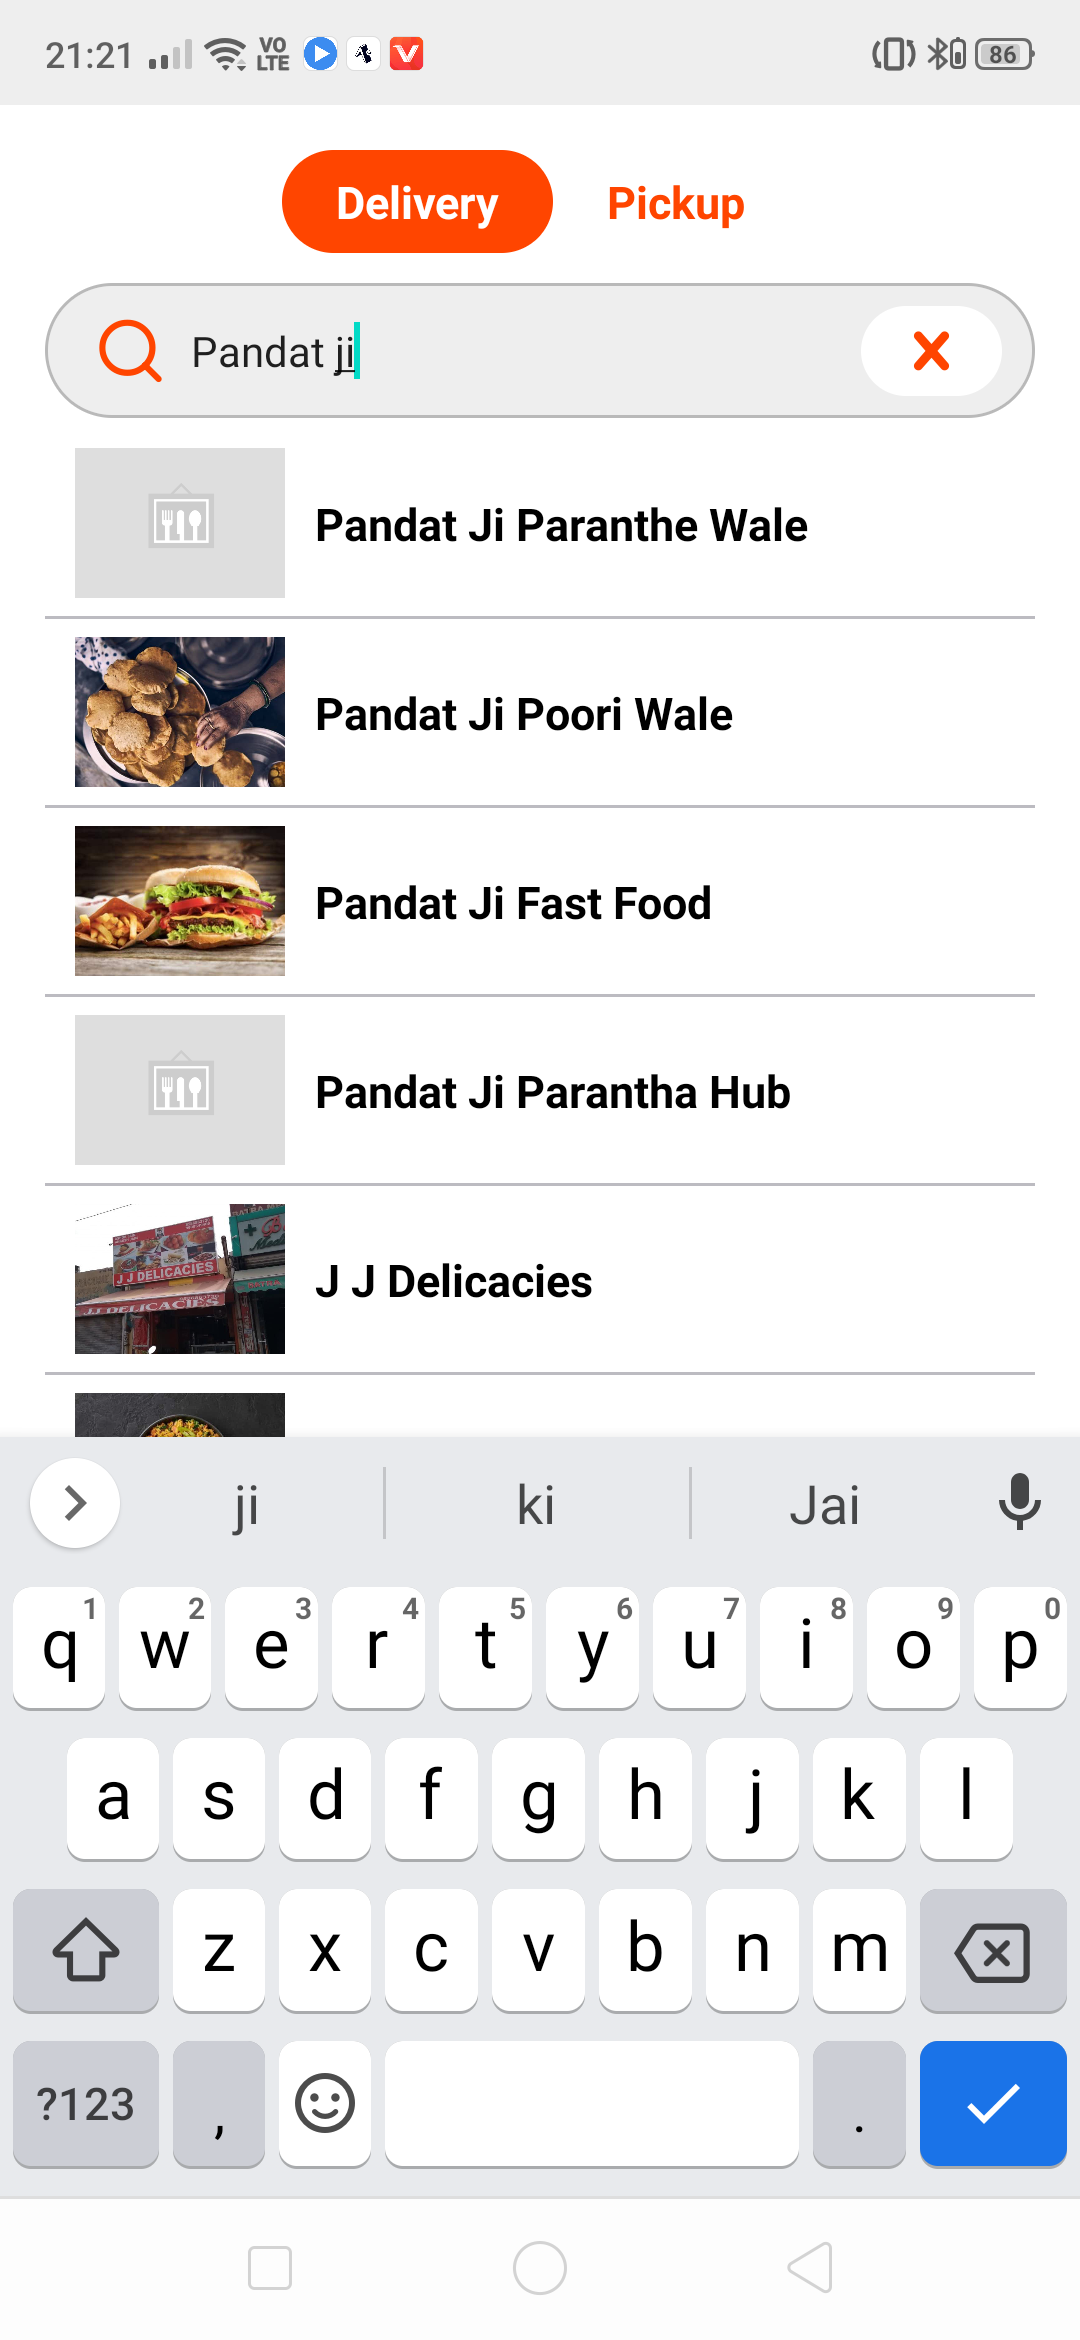 21:21 VO LTE 86
Delivery Pickup
Pandat ji
Pandat Ji Paranthe Wale
Pandat Ji Poori Wale
Pandat Ji Fast Food
Pandat Ji Parantha Hub
J J DELICACIES
J J DELICACIES
J J Delicacies
ji ki Jai
q 1 w 2 e 3 r 4 t 5 y 6 u 7 i 8 o 9 p 0
a s d f g h j k l
z x c v b n m
?123 , .